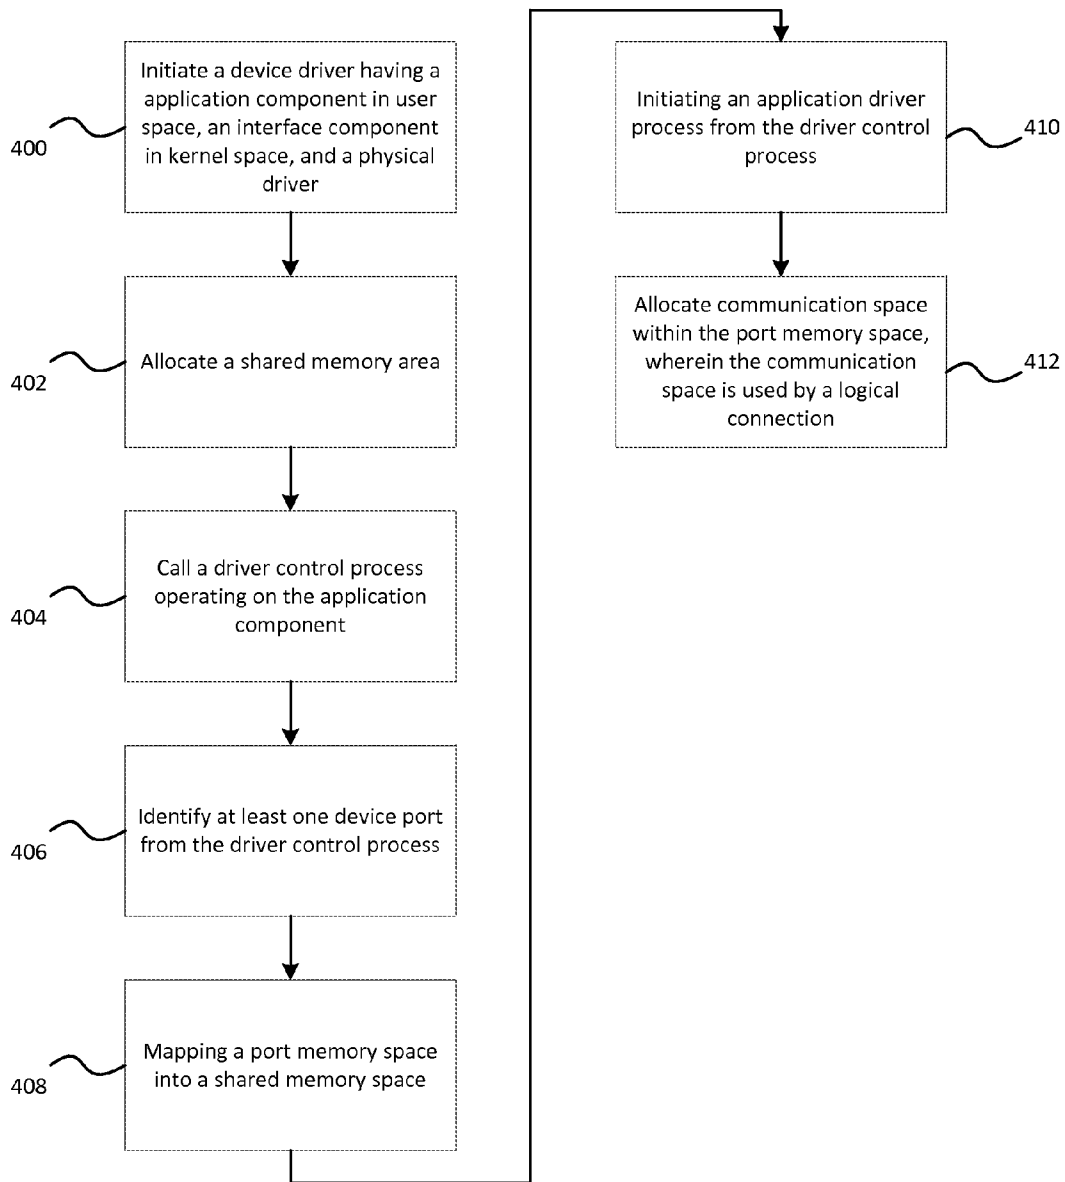 Initiate a device driver having a
application component in user
space, an interface component
in kernel space, and a physical
driver
400
Allocate a shared memory area
402
Call a driver control process
operating on the application
component
404
Identify at least one device port
from the driver control process
406
Mapping a port memory space
into a shared memory space
408
Initiating an application driver
process from the driver control
process
410
Allocate communication space
within the port memory space,
wherein the communication
space is used by a logical
connection
412